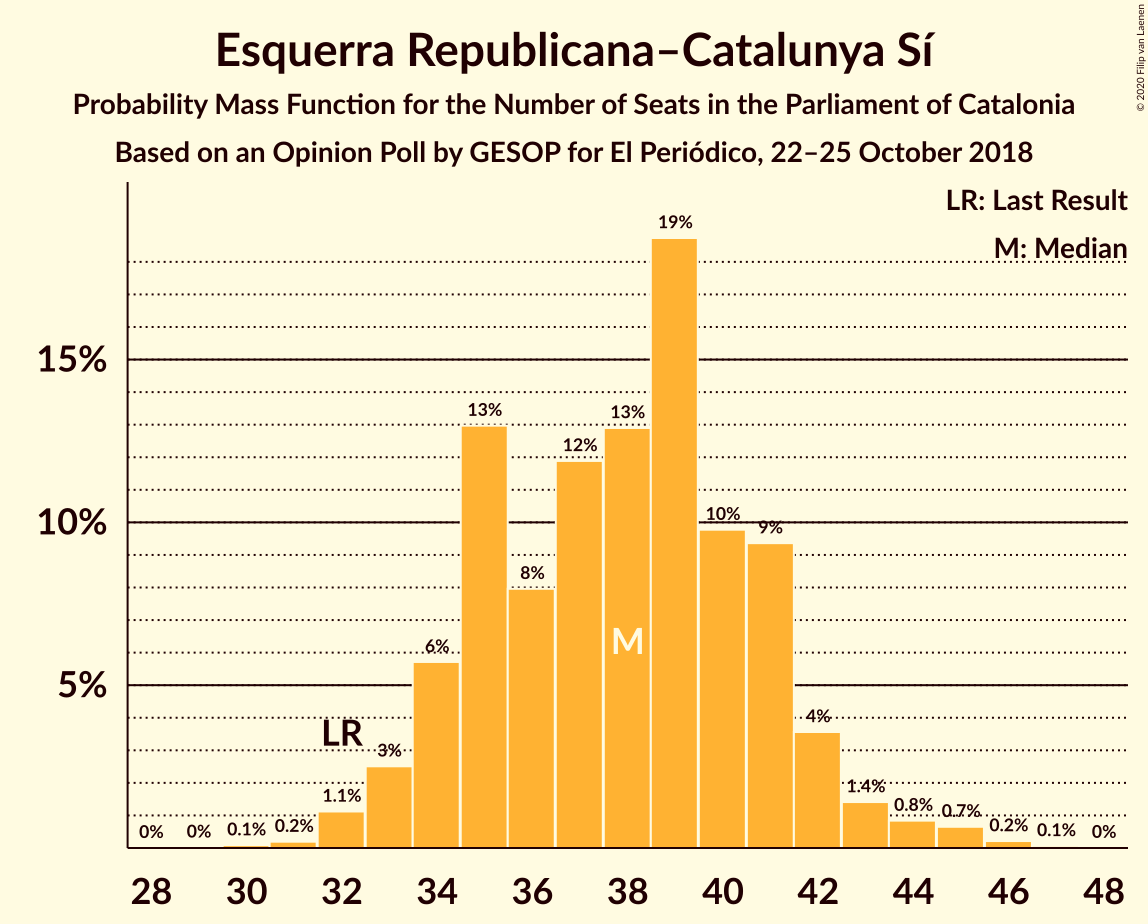 Esquerra Republicana–Catalunya Sí
Probability Mass Function for the Number of Seats in the Parliament of Catalonia
Based on an Opinion Poll by GESOP for El Periódico, 22–25 October 2018
© 2020 Filip van Laenen
LR: Last Result
M: Median
15%
10%
5%
0%
0%
0.1%
0.2%
1.1%
LR
3%
6%
13%
8%
12%
13%
M
19%
10%
9%
4%
1.4%
0.8%
0.7%
0.2%
0.1%
0%
28 30 32 34 36 38 40 42 44 46 48